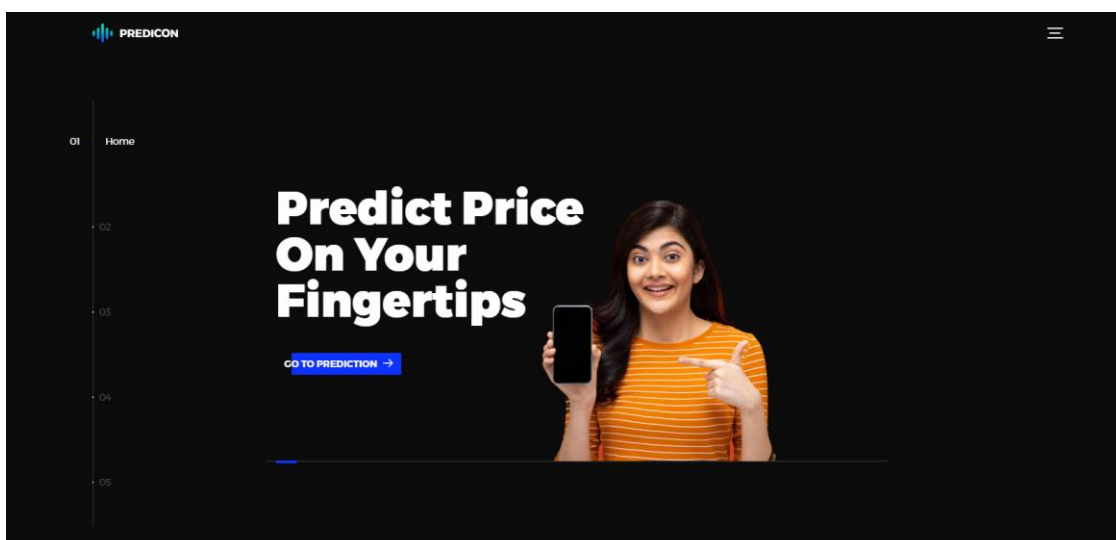 PREDICON
01 Home
Predict Price
On Your
Fingertips
GO TO PREDICTION →
02
03
04
05